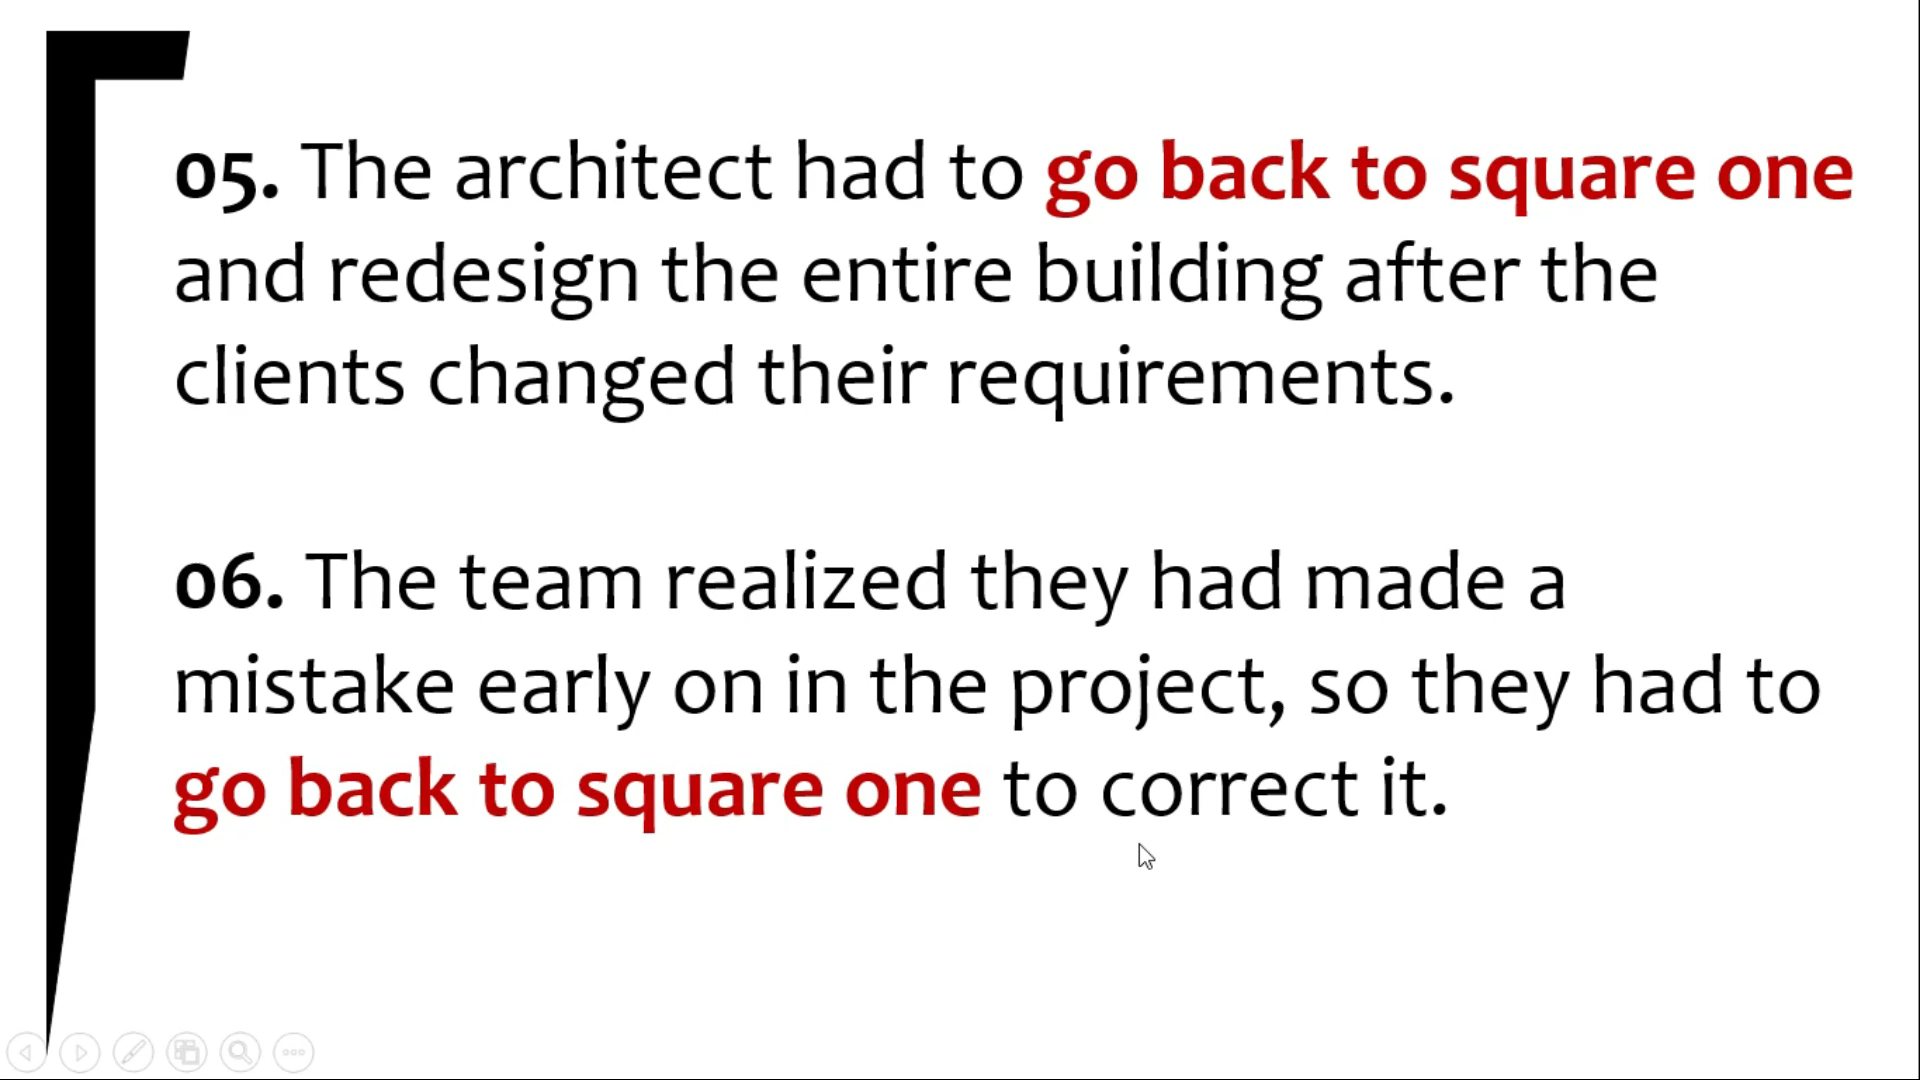 05. The architect had to go back to square one
and redesign the entire building after the
clients changed their requirements.
06. The team realized they had made a
mistake early on in the project, so they had to
go back to square one to correct it.